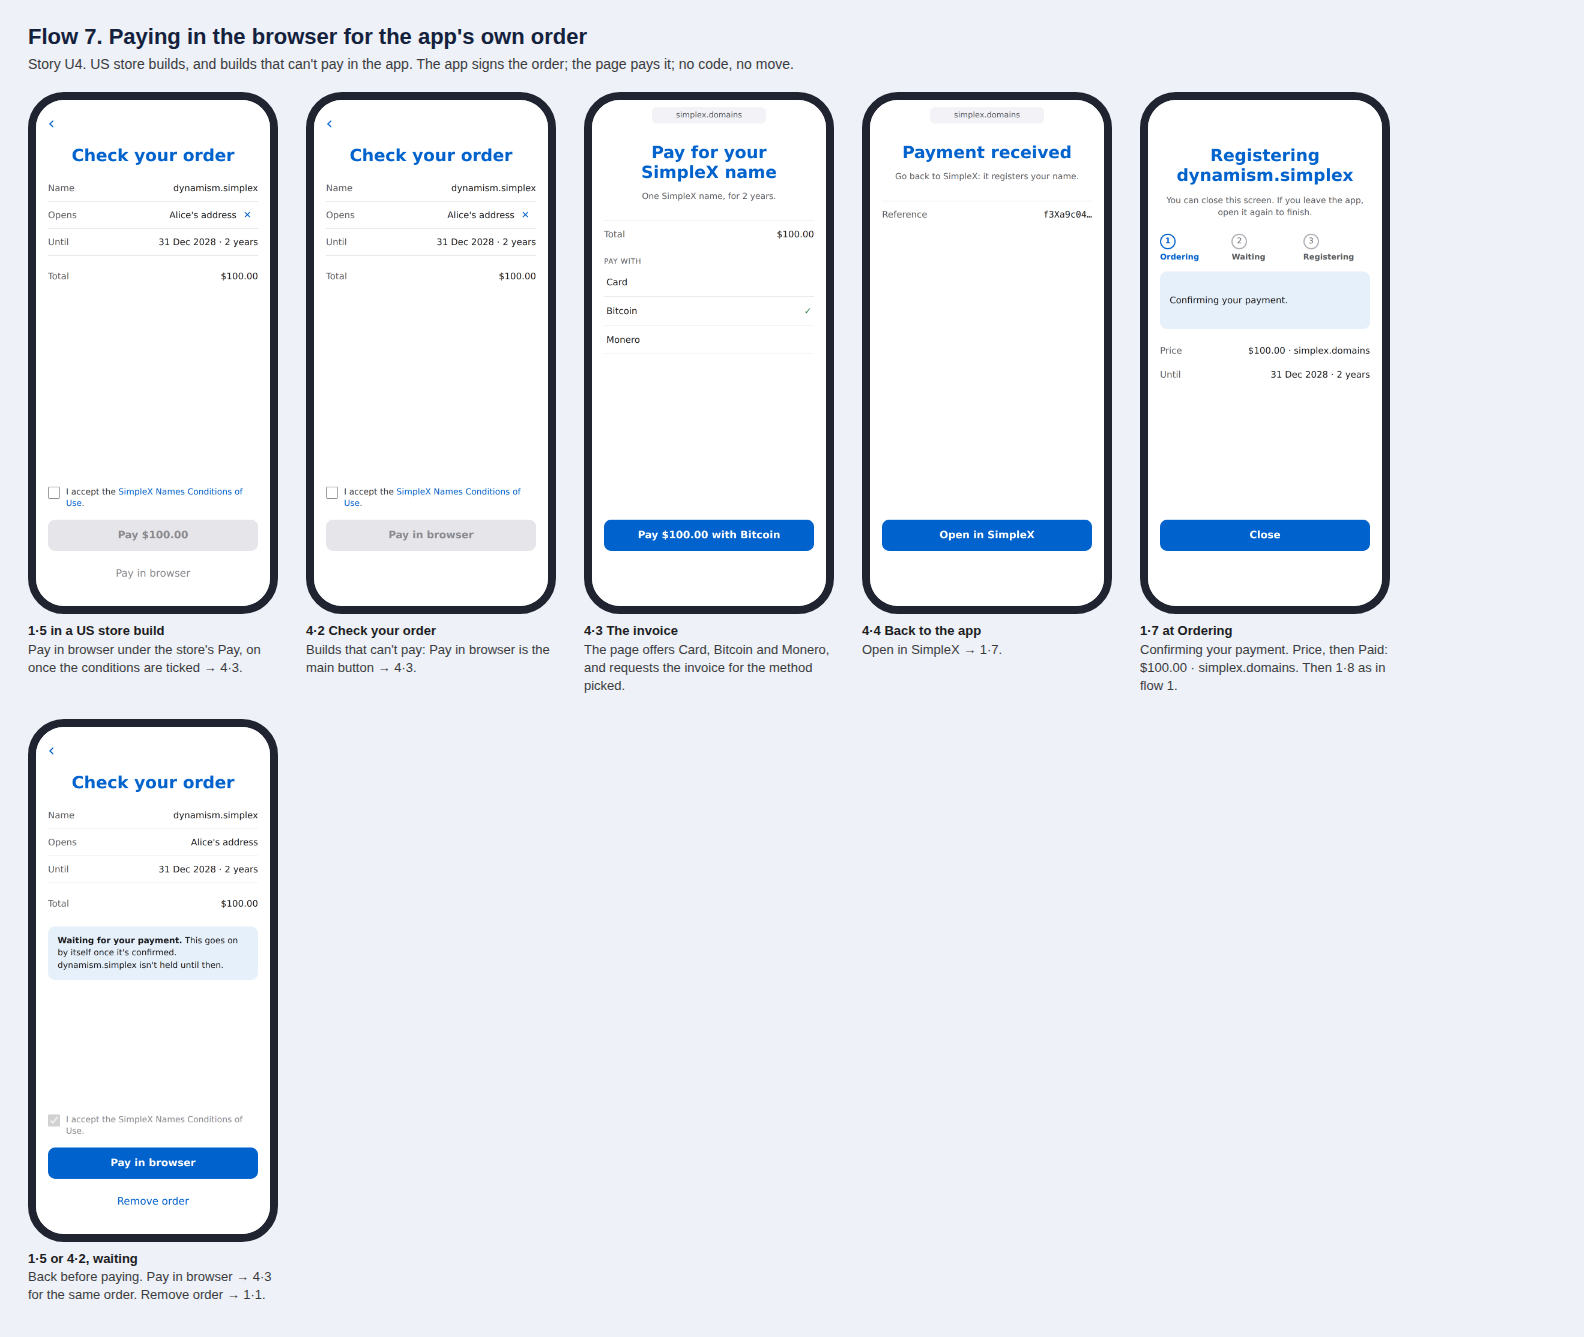 Flow 7. Paying in the browser for the app's own order
Story U4. US store builds, and builds that can't pay in the app. The app signs the order; the page pays it; no code, no move.
‹
Check your order
Name dynamism.simplex
Opens Alice's address ✕
Until 31 Dec 2028 · 2 years
Total $100.00
I accept the SimpleX Names Conditions of
Use.
Pay $100.00
Pay in browser
1·5 in a US store build
Pay in browser under the store's Pay, on
once the conditions are ticked → 4·3.
‹
Check your order
Name dynamism.simplex
Opens Alice's address ✕
Until 31 Dec 2028 · 2 years
Total $100.00
I accept the SimpleX Names Conditions of
Use.
Pay in browser
4·2 Check your order
Builds that can't pay: Pay in browser is the
main button → 4·3.
simplex.domains
Pay for your
SimpleX name
One SimpleX name, for 2 years.
Total $100.00
PAY WITH
Card
Bitcoin ✓
Monero
Pay $100.00 with Bitcoin
4·3 The invoice
The page offers Card, Bitcoin and Monero,
and requests the invoice for the method
picked.
simplex.domains
Payment received
Go back to SimpleX: it registers your name.
Reference f3Xa9c04…
Open in SimpleX
4·4 Back to the app
Open in SimpleX → 1·7.
Registering
dynamism.simplex
You can close this screen. If you leave the app,
open it again to finish.
1 2 3
Ordering Waiting Registering
Confirming your payment.
Price $100.00 · simplex.domains
Until 31 Dec 2028 · 2 years
Close
1·7 at Ordering
Confirming your payment. Price, then Paid:
$100.00 · simplex.domains. Then 1·8 as in
flow 1.
‹
Check your order
Name dynamism.simplex
Opens Alice's address
Until 31 Dec 2028 · 2 years
Total $100.00
Waiting for your payment. This goes on
by itself once it's confirmed.
dynamism.simplex isn't held until then.
I accept the SimpleX Names Conditions of
Use.
Pay in browser
Remove order
1·5 or 4·2, waiting
Back before paying. Pay in browser → 4·3
for the same order. Remove order → 1·1.